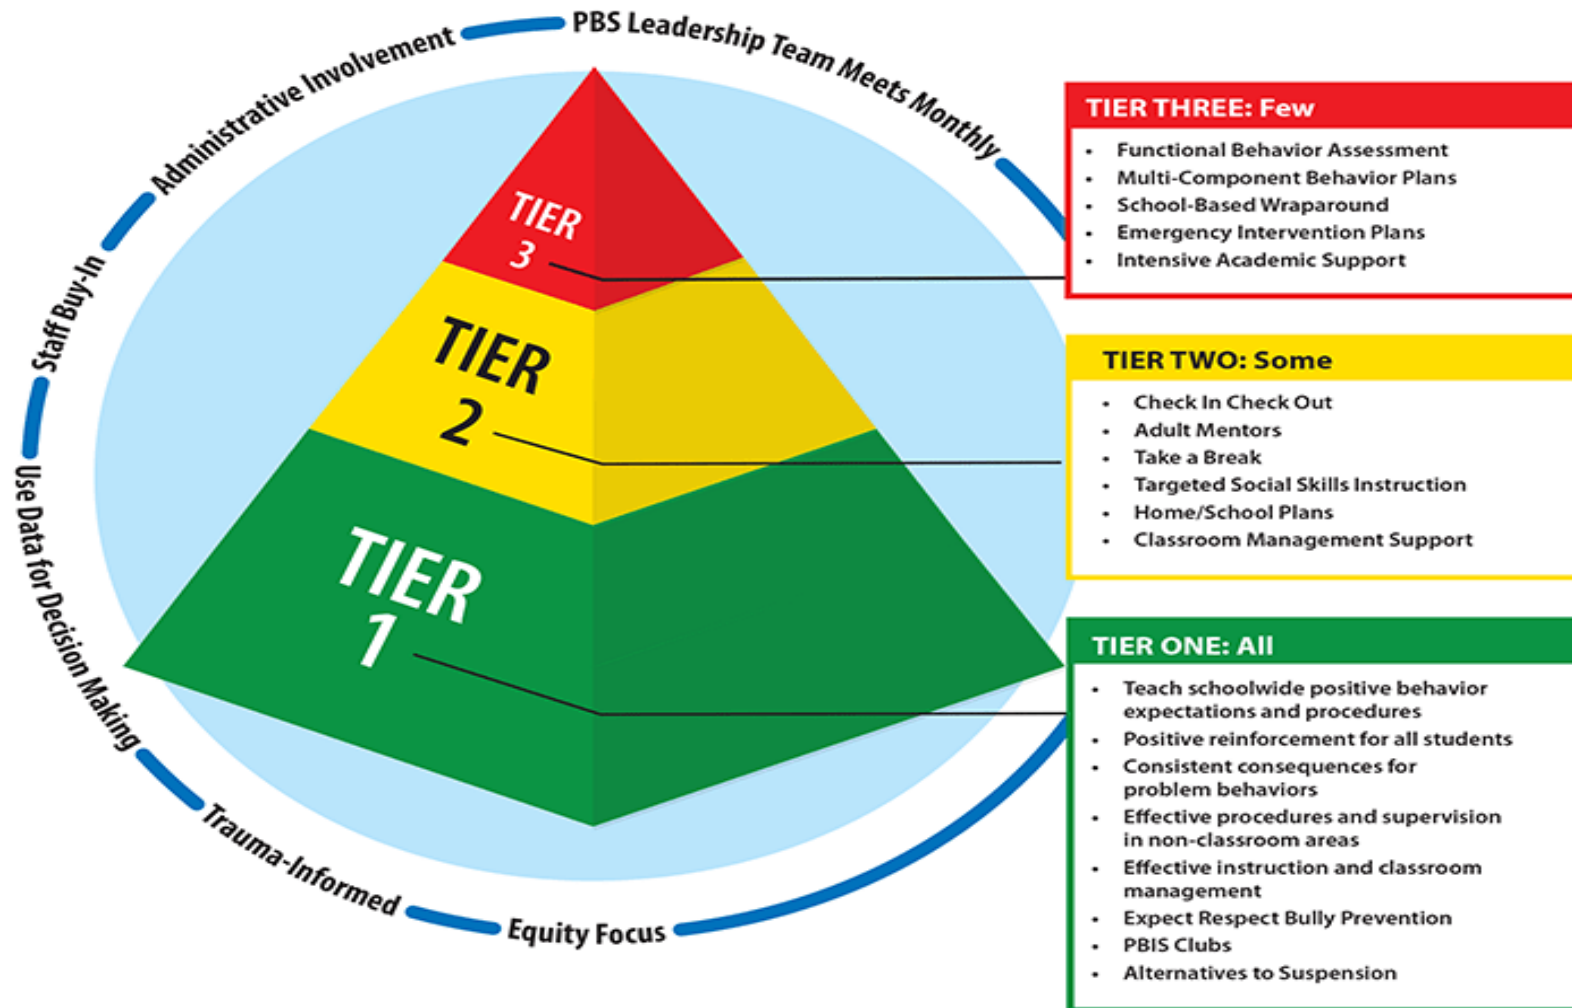 PBS Leadership Team Meets Monthly
Administrative Involvement
Staff Buy-In
Use Data for Decision Making
Trauma-Informed
Equity Focus
TIER
3
TIER
2
TIER
1
TIER THREE: Few
• Functional Behavior Assessment
• Multi-Component Behavior Plans
• School-Based Wraparound
• Emergency Intervention Plans
• Intensive Academic Support
TIER TWO: Some
• Check In Check Out
• Adult Mentors
• Take a Break
• Targeted Social Skills Instruction
• Home/School Plans
• Classroom Management Support
TIER ONE: All
• Teach schoolwide positive behavior
expectations and procedures
• Positive reinforcement for all students
• Consistent consequences for
problem behaviors
• Effective procedures and supervision
in non-classroom areas
• Effective instruction and classroom
management
• Expect Respect Bully Prevention
• PBIS Clubs
• Alternatives to Suspension